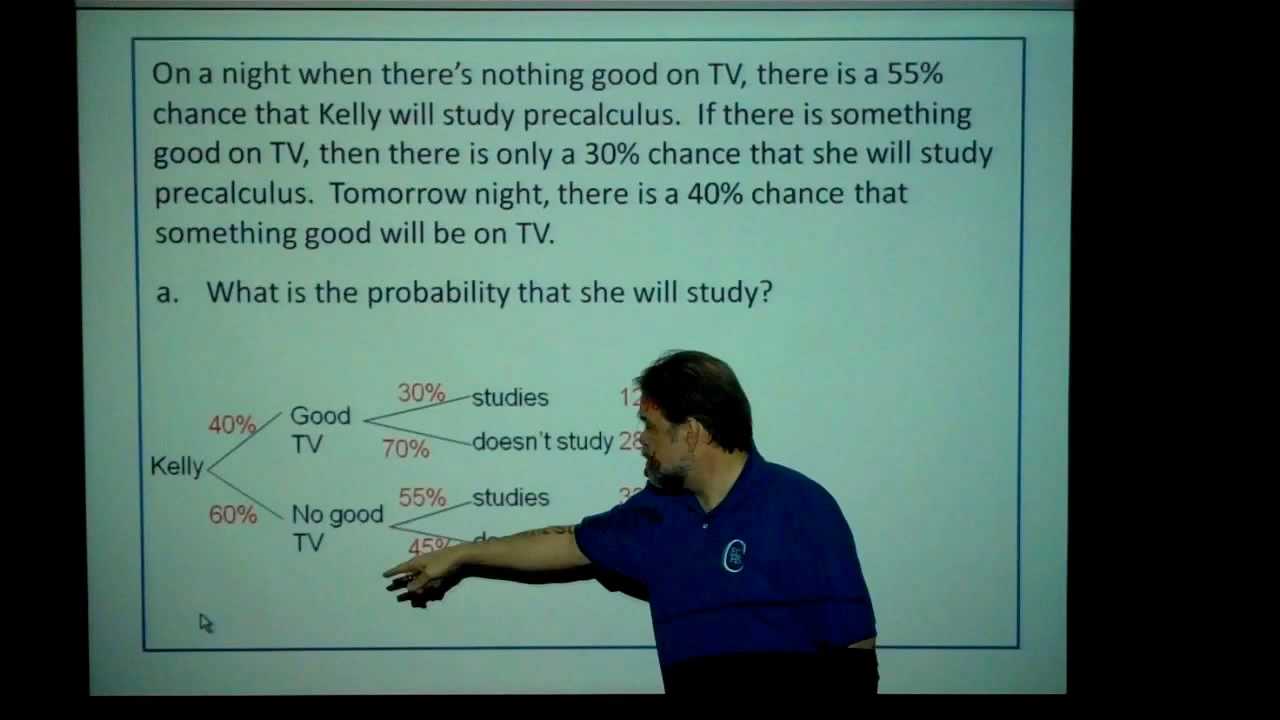 On a night when there's nothing good on TV, there is a 55%
chance that Kelly will study precalculus. If there is something
good on TV, then there is only a 30% chance that she will study
precalculus. Tomorrow night, there is a 40% chance that
something good will be on TV.
a. What is the probability that she will study?
30% studies 12
40% Good TV
70% doesn't study 28
Kelly
55% studies
60% No good TV
45%